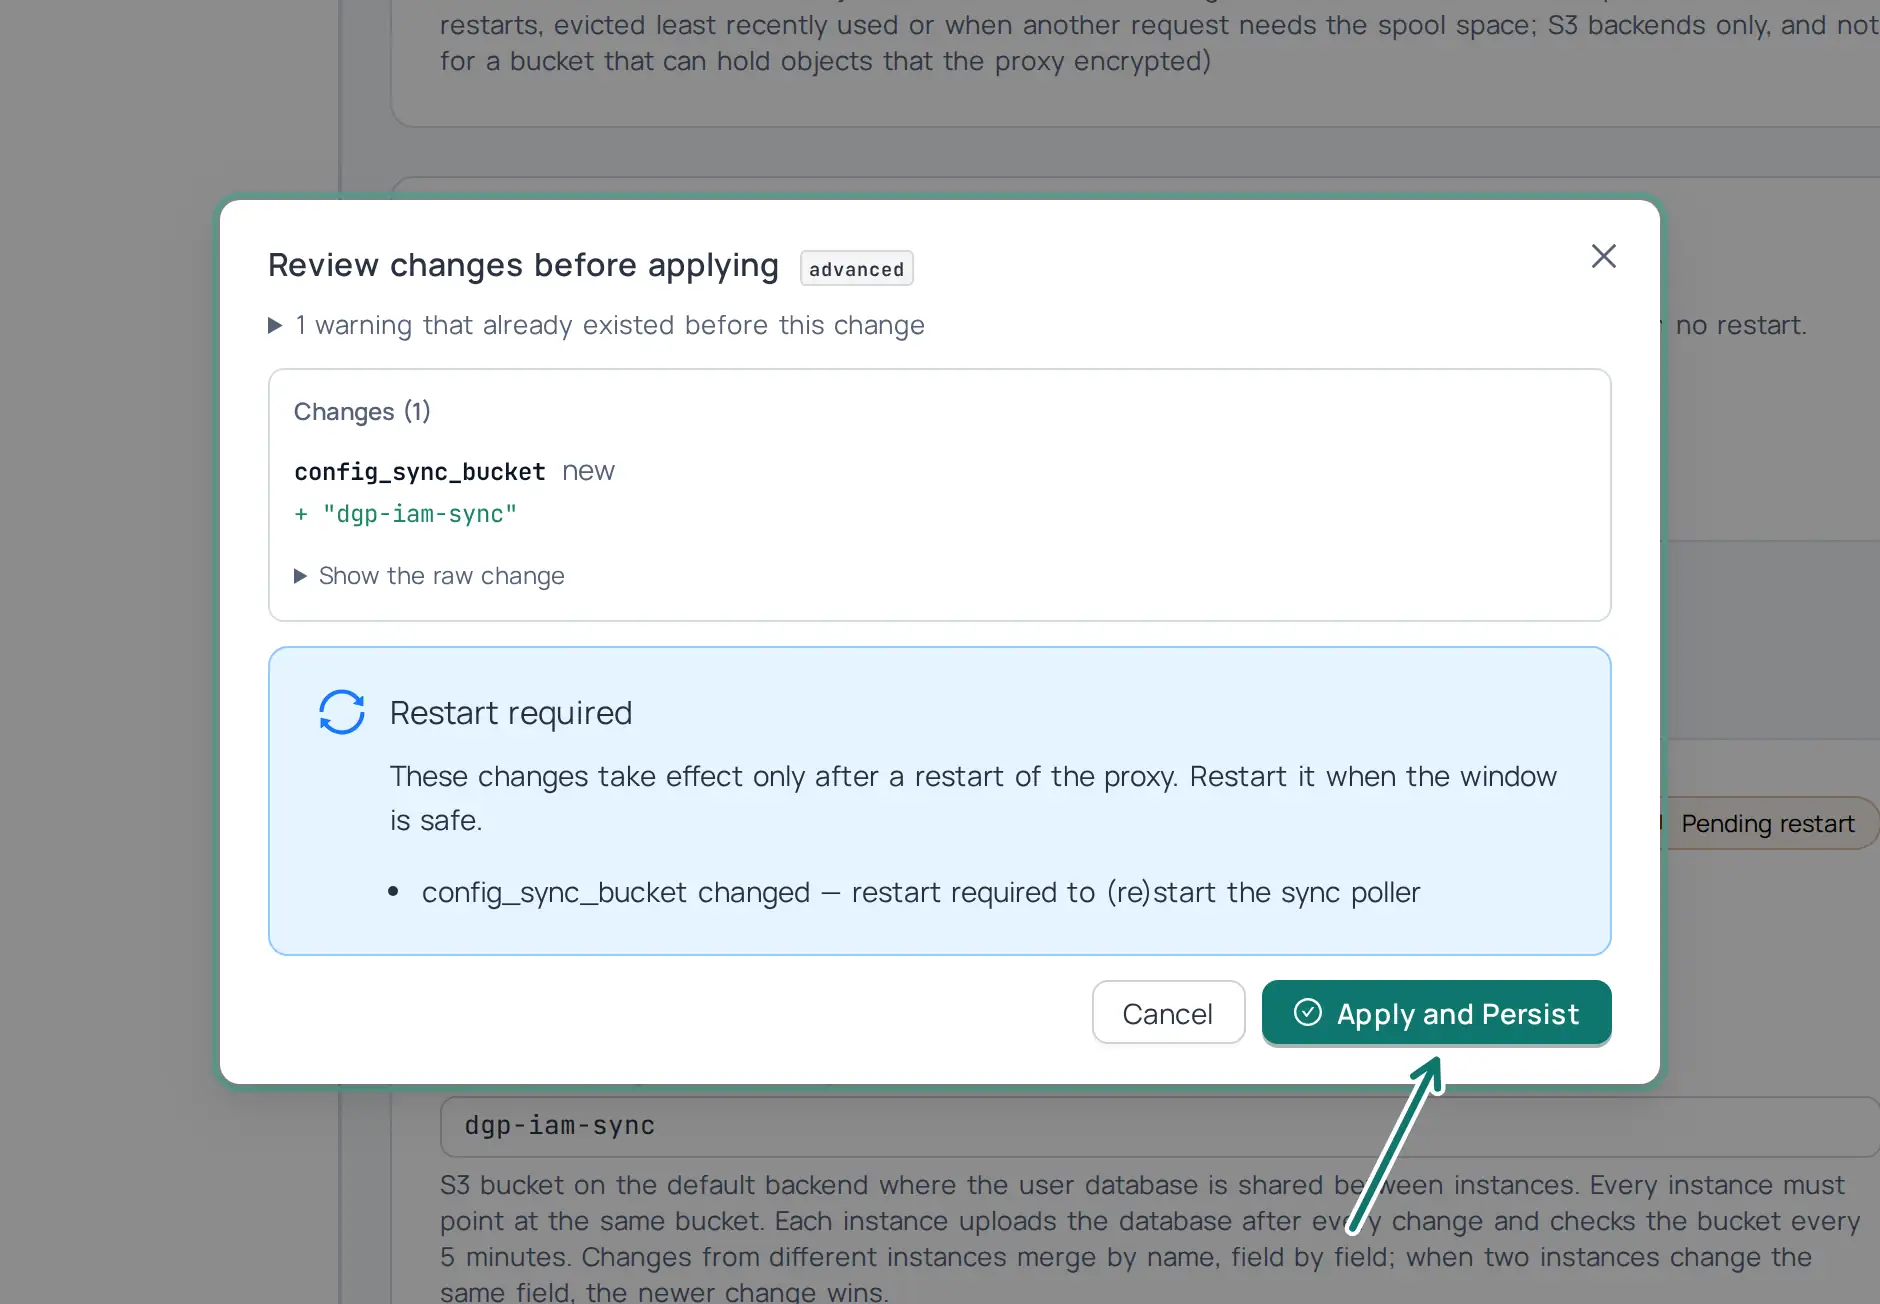 restarts, evicted least recently used or when another request needs the spool space; S3 backends only, and not
for a bucket that can hold objects that the proxy encrypted)
Review changes before applying advanced
1 warning that already existed before this change
no restart.
Changes (1)
config_sync_bucket new
+ "dgp-iam-sync"
Show the raw change
Restart required
These changes take effect only after a restart of the proxy. Restart it when the window
is safe.
Pending restart
• config_sync_bucket changed — restart required to (re)start the sync poller
Cancel
Apply and Persist
dgp-iam-sync
S3 bucket on the default backend where the user database is shared between instances. Every instance must
point at the same bucket. Each instance uploads the database after every change and checks the bucket every
5 minutes. Changes from different instances merge by name, field by field; when two instances change the
same field, the newer change wins.